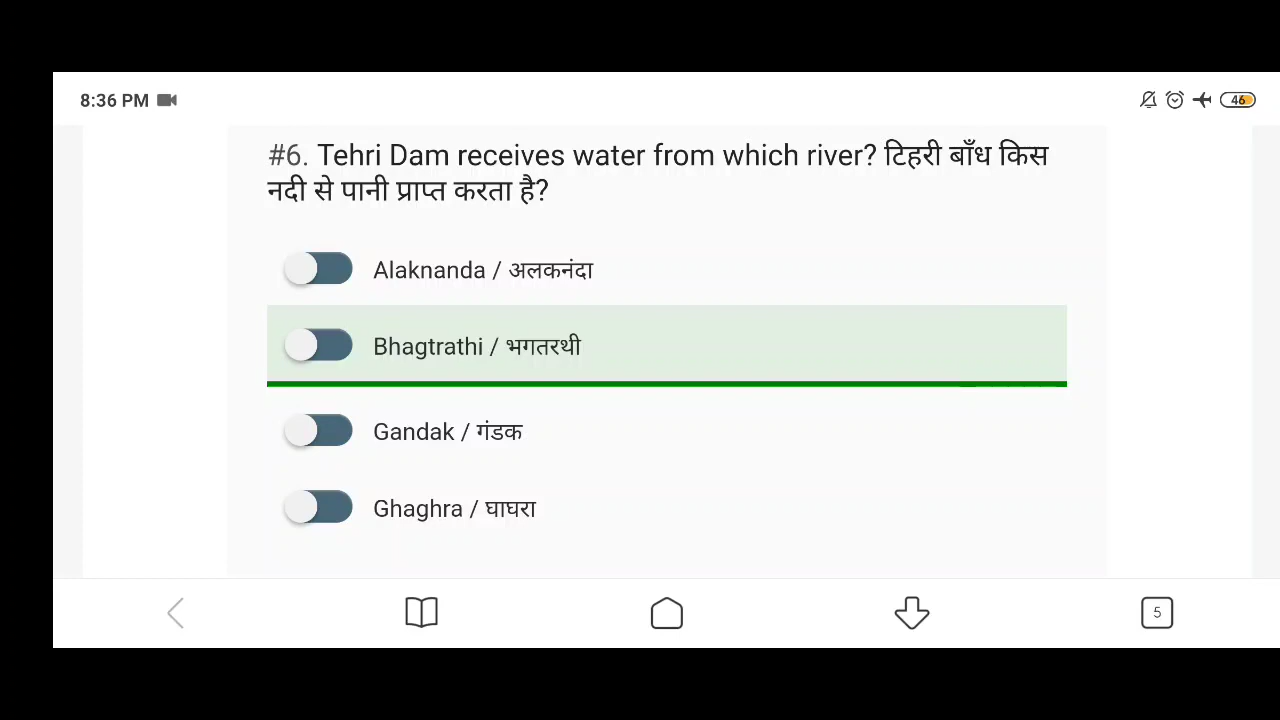 8:36 PM
46
#6. Tehri Dam receives water from which river? टिहरी बाँध किस
नदी से पानी प्राप्त करता है?
Alaknanda / अलकनंदा
Bhagtrathi / भगतरथी
Gandak / गंडक
Ghaghra / घाघरा
5